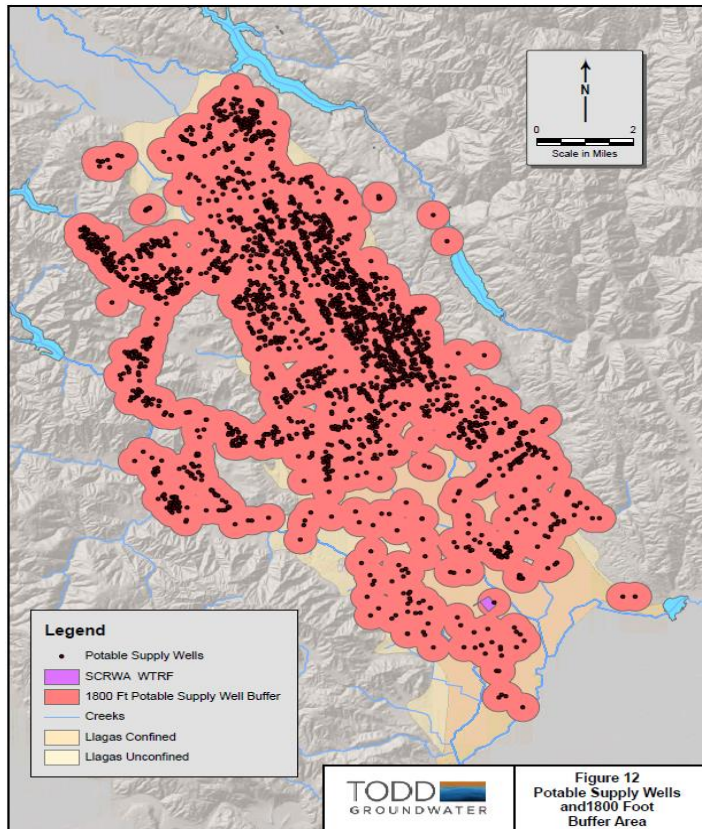 N
0 2
Scale in Miles
Legend
Potable Supply Wells
SCRWA WTRF
1800 Ft Potable Supply Well Buffer
Creeks
Llagas Confined
Llagas Unconfined
TODD
GROUNDWATER
Figure 12
Potable Supply Wells
and1800 Foot
Buffer Area